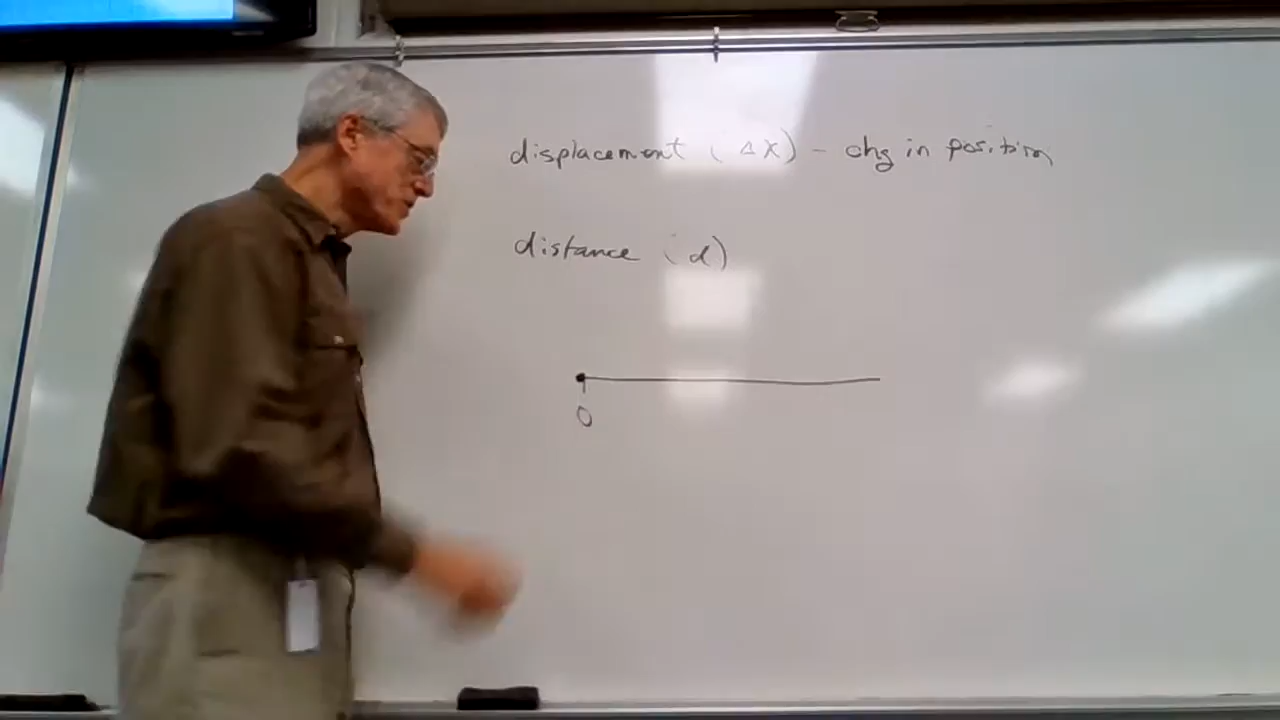 displacement (Δx) - chg in position
distance (d)
0